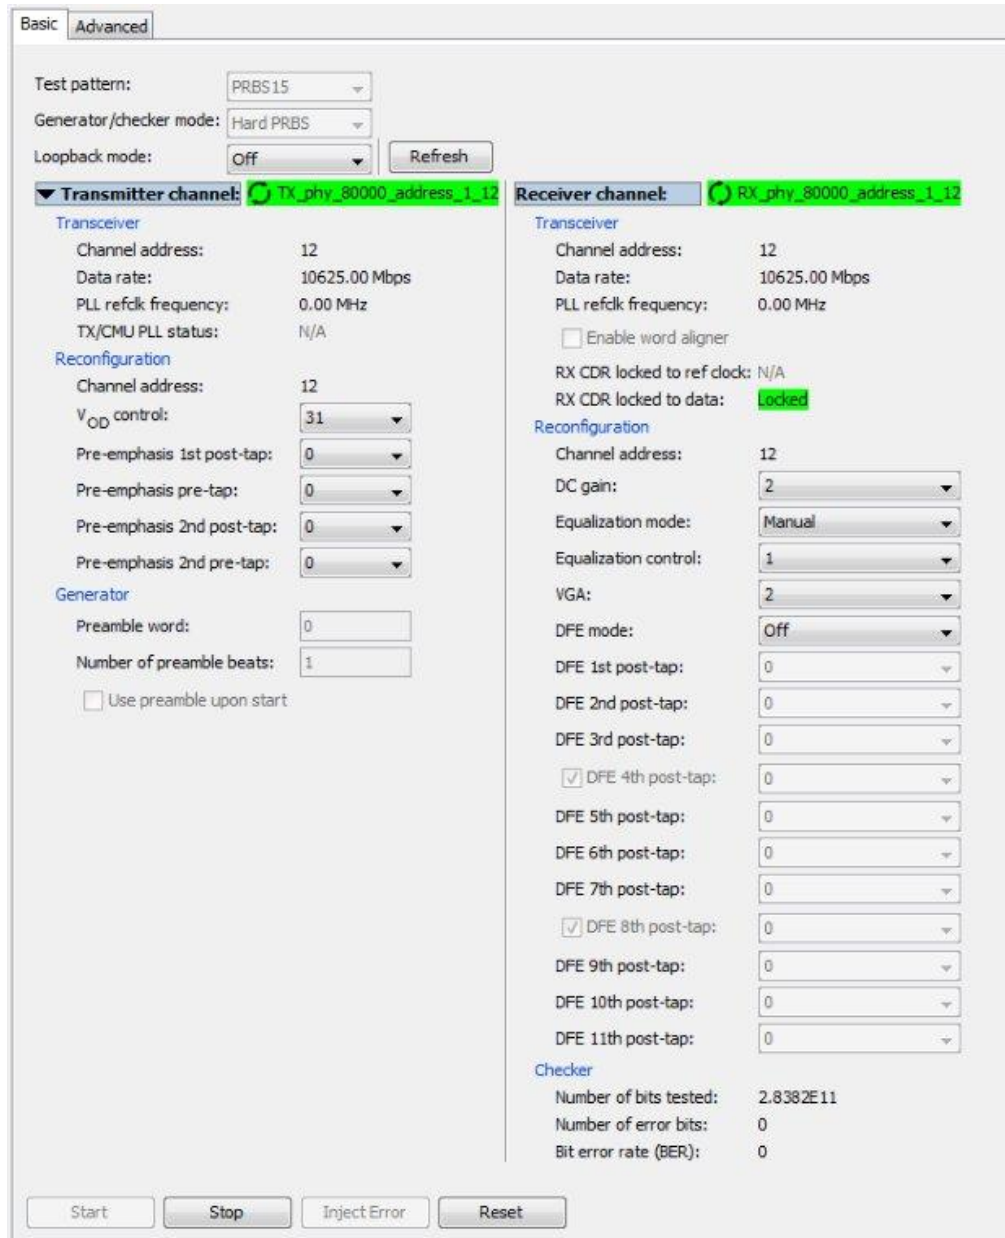 Basic Advanced
Test pattern: PRBS15
Generator/checker mode: Hard PRBS
Loopback mode: Off Refresh
Transmitter channel: TX_phy_80000_address_1_12
Transceiver
Channel address: 12
Data rate: 10625.00 Mbps
PLL refclk frequency: 0.00 MHz
TX/CMU PLL status: N/A
Reconfiguration
Channel address: 12
VOD control: 31
Pre-emphasis 1st post-tap: 0
Pre-emphasis pre-tap: 0
Pre-emphasis 2nd post-tap: 0
Pre-emphasis 2nd pre-tap: 0
Generator
Preamble word: 0
Number of preamble beats: 1
Use preamble upon start
Receiver channel: RX_phy_80000_address_1_12
Transceiver
Channel address: 12
Data rate: 10625.00 Mbps
PLL refclk frequency: 0.00 MHz
Enable word aligner
RX CDR locked to ref clock: N/A
RX CDR locked to data: Locked
Reconfiguration
Channel address: 12
DC gain: 2
Equalization mode: Manual
Equalization control: 1
VGA: 2
DFE mode: Off
DFE 1st post-tap: 0
DFE 2nd post-tap: 0
DFE 3rd post-tap: 0
DFE 4th post-tap: 0
DFE 5th post-tap: 0
DFE 6th post-tap: 0
DFE 7th post-tap: 0
DFE 8th post-tap: 0
DFE 9th post-tap: 0
DFE 10th post-tap: 0
DFE 11th post-tap: 0
Checker
Number of bits tested: 2.8382E11
Number of error bits: 0
Bit error rate (BER): 0
Start Stop Inject Error Reset